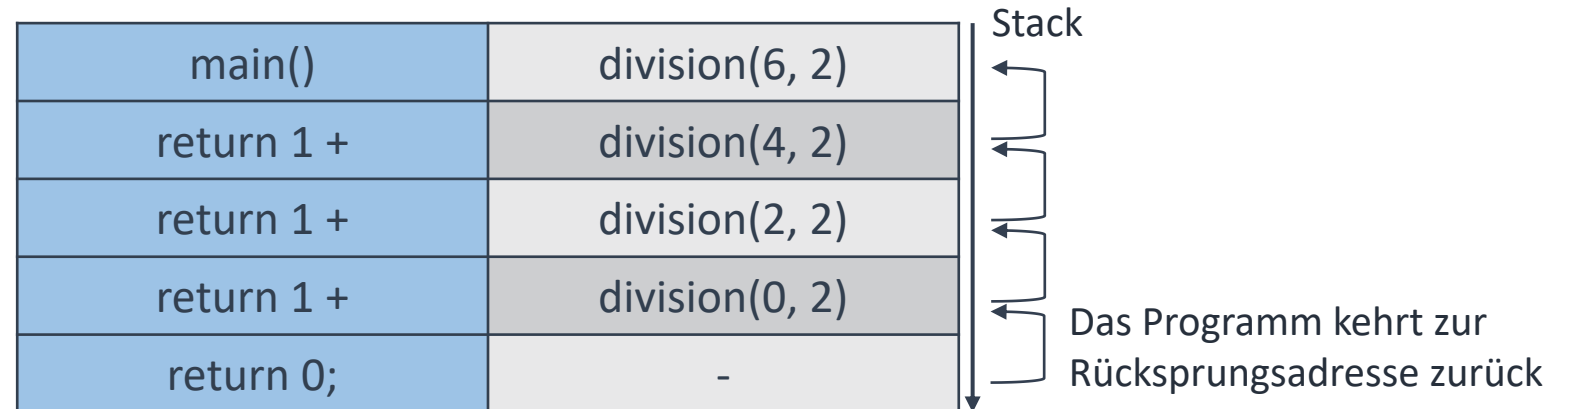 Stack
main() division(6, 2)
return 1 + division(4, 2)
return 1 + division(2, 2)
return 1 + division(0, 2)
return 0; -
Das Programm kehrt zur
Rücksprungsadresse zurück